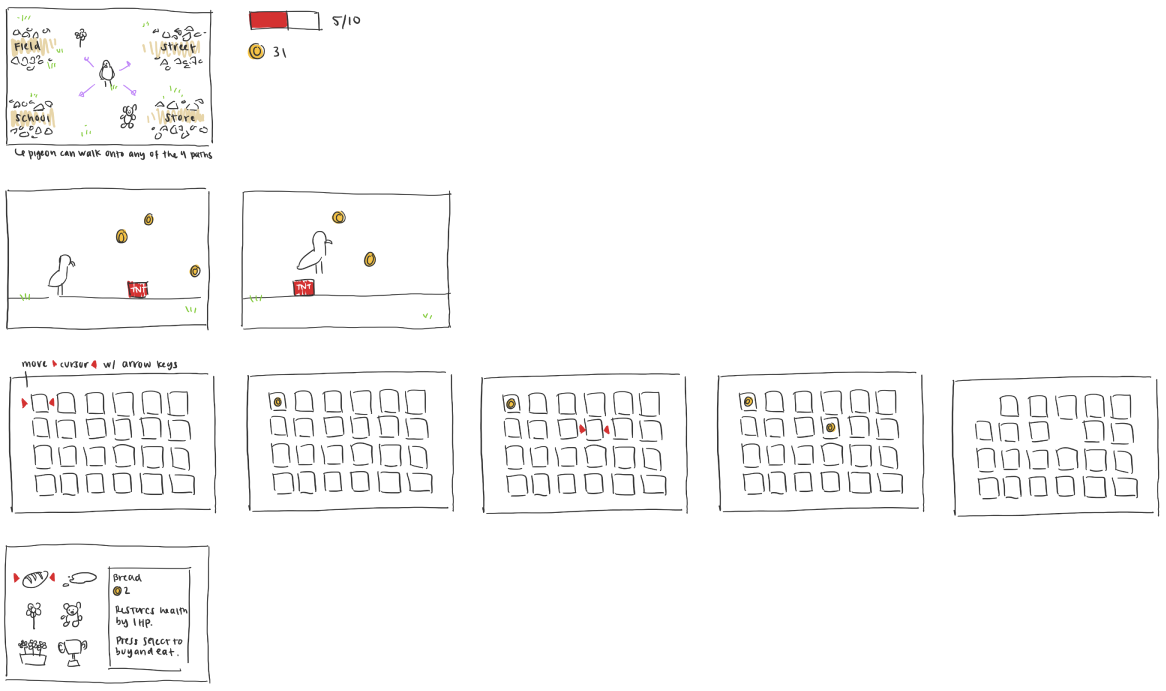 5/10
31
Field
Street
School
Store
↳ pigeon can walk onto any of the 4 paths
TNT
TNT
move cursor w/ arrow keys
Bread
2
Restores health
by 1HP.
Press select to
buy and eat.